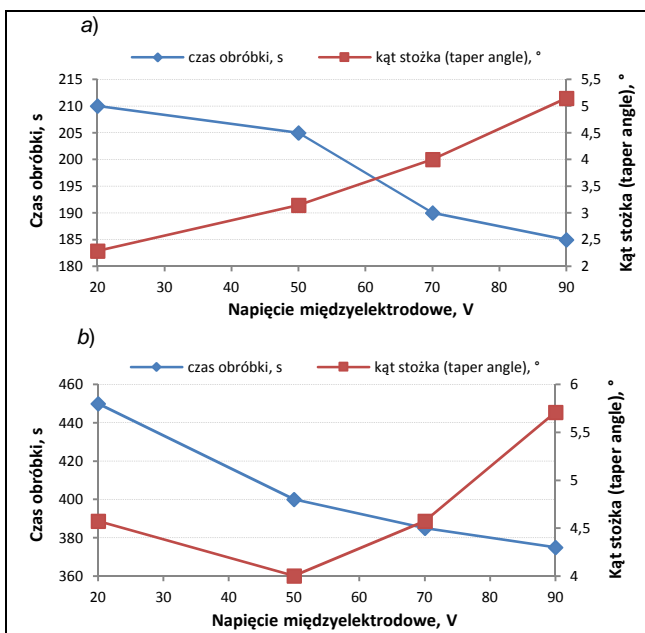 a)
czas obróbki, s kąt stożka (taper angle), °
215
210
205
200
195
190
185
180
5,5
5
4,5
4
3,5
3
2,5
2
Czas obróbki, s
Kąt stożka (taper angle), °
20 30 40 50 60 70 80 90
Napięcie międzyelektrodowe, V
b)
czas obróbki, s kąt stożka (taper angle), °
460
440
420
400
380
360
6
5,5
5
4,5
4
Czas obróbki, s
Kąt stożka (taper angle), °
20 30 40 50 60 70 80 90
Napięcie międzyelektrodowe, V